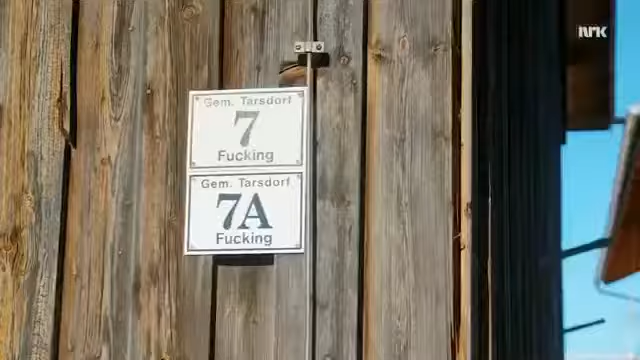 NRK
Gem. Tarsdorf
7
Fucking
Gem. Tarsdorf
7A
Fucking